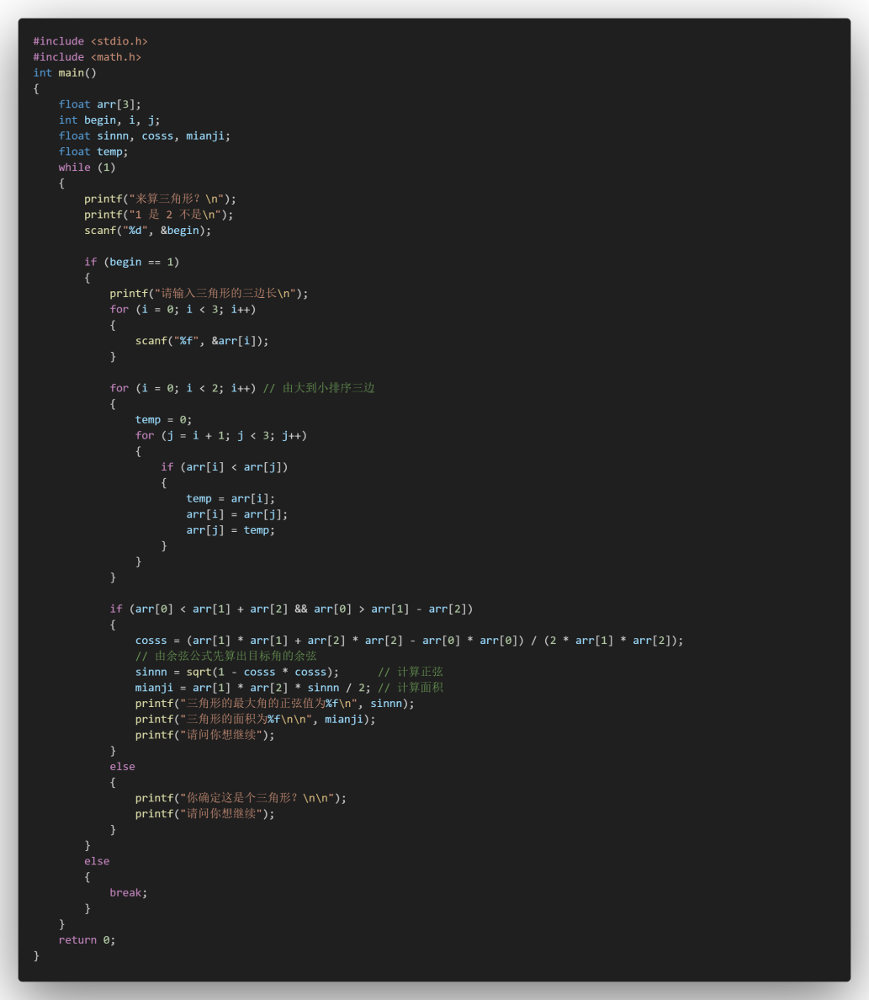 #include <stdio.h>
#include <math.h>
int main()
{
    float arr[3];
    int begin, i, j;
    float sinnn, cosss, mianji;
    float temp;
    while (1)
    {
        printf("来算三角形？\n");
        printf("1 是 2 不是\n");
        scanf("%d", &begin);

        if (begin == 1)
        {
            printf("请输入三角形的三边长\n");
            for (i = 0; i < 3; i++)
            {
                scanf("%f", &arr[i]);
            }

            for (i = 0; i < 2; i++) // 由大到小排序三边
            {
                temp = 0;
                for (j = i + 1; j < 3; j++)
                {
                    if (arr[i] < arr[j])
                    {
                        temp = arr[i];
                        arr[i] = arr[j];
                        arr[j] = temp;
                    }
                }
            }

            if (arr[0] < arr[1] + arr[2] && arr[0] > arr[1] - arr[2])
            {
                cosss = (arr[1] * arr[1] + arr[2] * arr[2] - arr[0] * arr[0]) / (2 * arr[1] * arr[2]);
                // 由余弦公式先算出目标角的余弦
                sinnn = sqrt(1 - cosss * cosss);      // 计算正弦
                mianji = arr[1] * arr[2] * sinnn / 2; // 计算面积
                printf("三角形的最大角的正弦值为%f\n", sinnn);
                printf("三角形的面积为%f\n\n", mianji);
                printf("请问你想继续");
            }
            else
            {
                printf("你确定这是个三角形？\n\n");
                printf("请问你想继续");
            }
        }
        else
        {
            break;
        }
    }
    return 0;
}